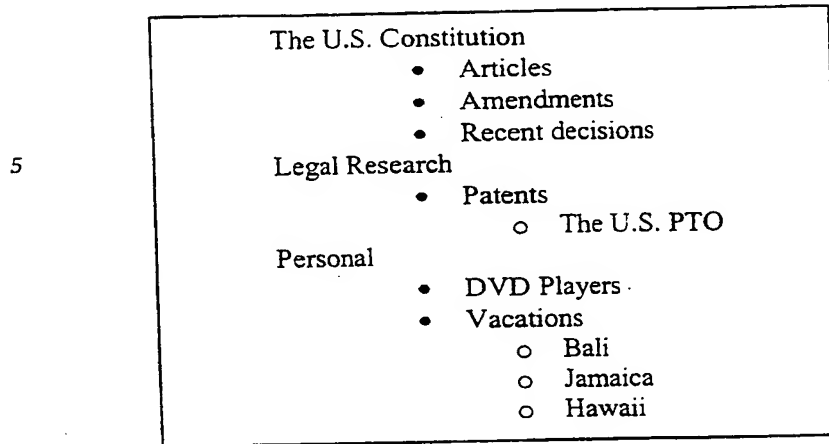 The U.S. Constitution
• Articles
• Amendments
• Recent decisions
5
Legal Research
• Patents
o The U.S. PTO
Personal
• DVD Players
• Vacations
o Bali
o Jamaica
o Hawaii